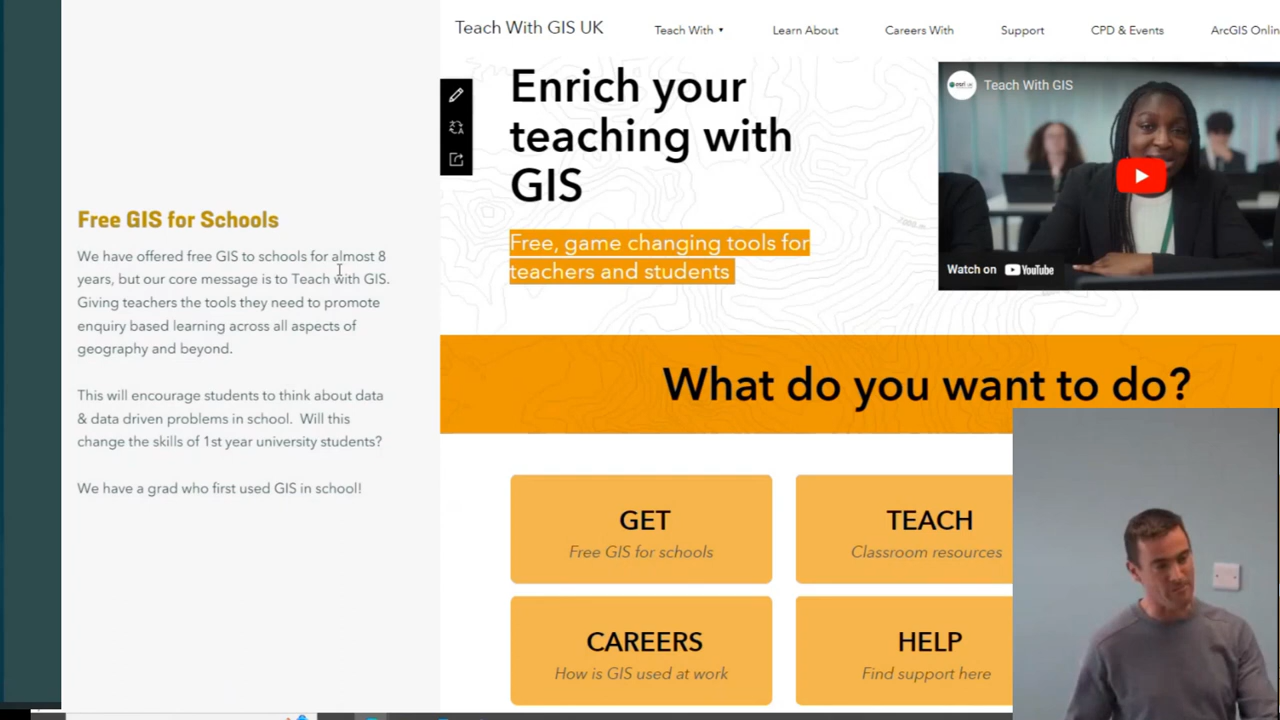 Free GIS for Schools
We have offered free GIS to schools for almost 8
years, but our core message is to Teach with GIS.
Giving teachers the tools they need to promote
enquiry based learning across all aspects of
geography and beyond.
This will encourage students to think about data
& data driven problems in school. Will this
change the skills of 1st year university students?
We have a grad who first used GIS in school!
Teach With GIS UK
Teach With
Learn About
Careers With
Support
CPD & Events
ArcGIS Onlin
Enrich your
teaching with
GIS
Free, game changing tools for
teachers and students
esri UK
Teach With GIS
Watch on YouTube
What do you want to do?
GET
Free GIS for schools
TEACH
Classroom resources
CAREERS
How is GIS used at work
HELP
Find support here